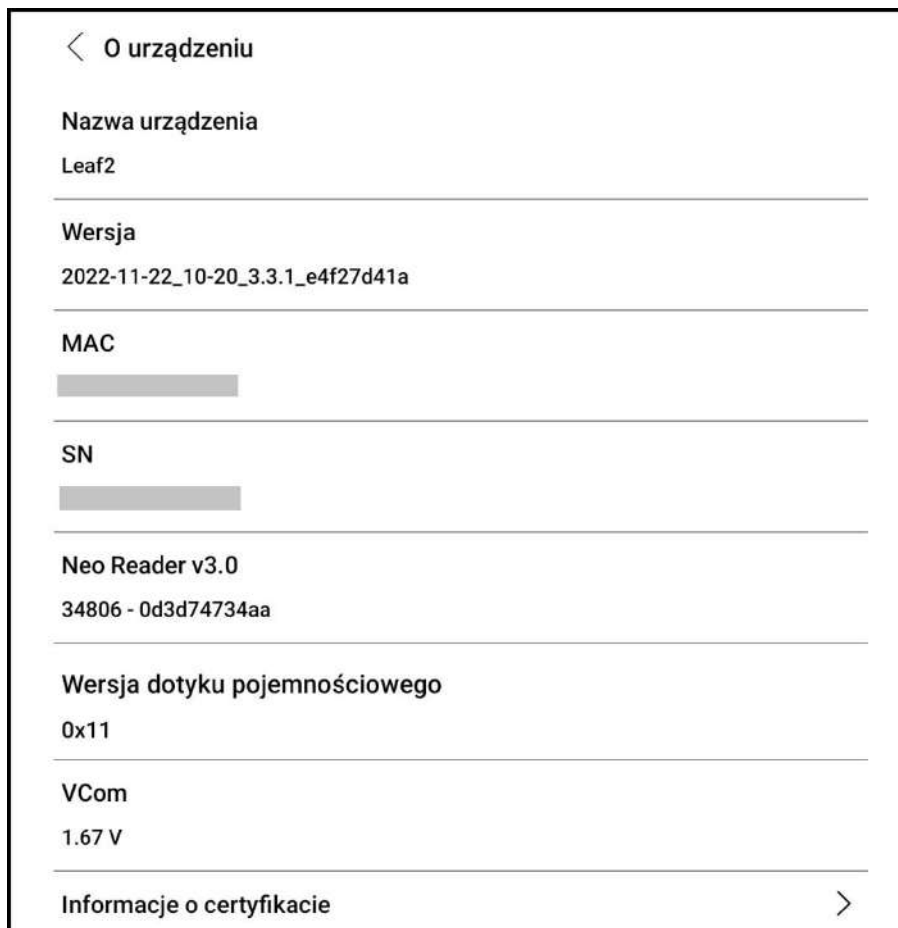 O urządzeniu
Nazwa urządzenia
Leaf2
Wersja
2022-11-22_10-20_3.3.1_e4f27d41a
MAC
SN
Neo Reader v3.0
34806 - 0d3d74734aa
Wersja dotyku pojemnościowego
0x11
VCom
1.67 V
Informacje o certyfikacie